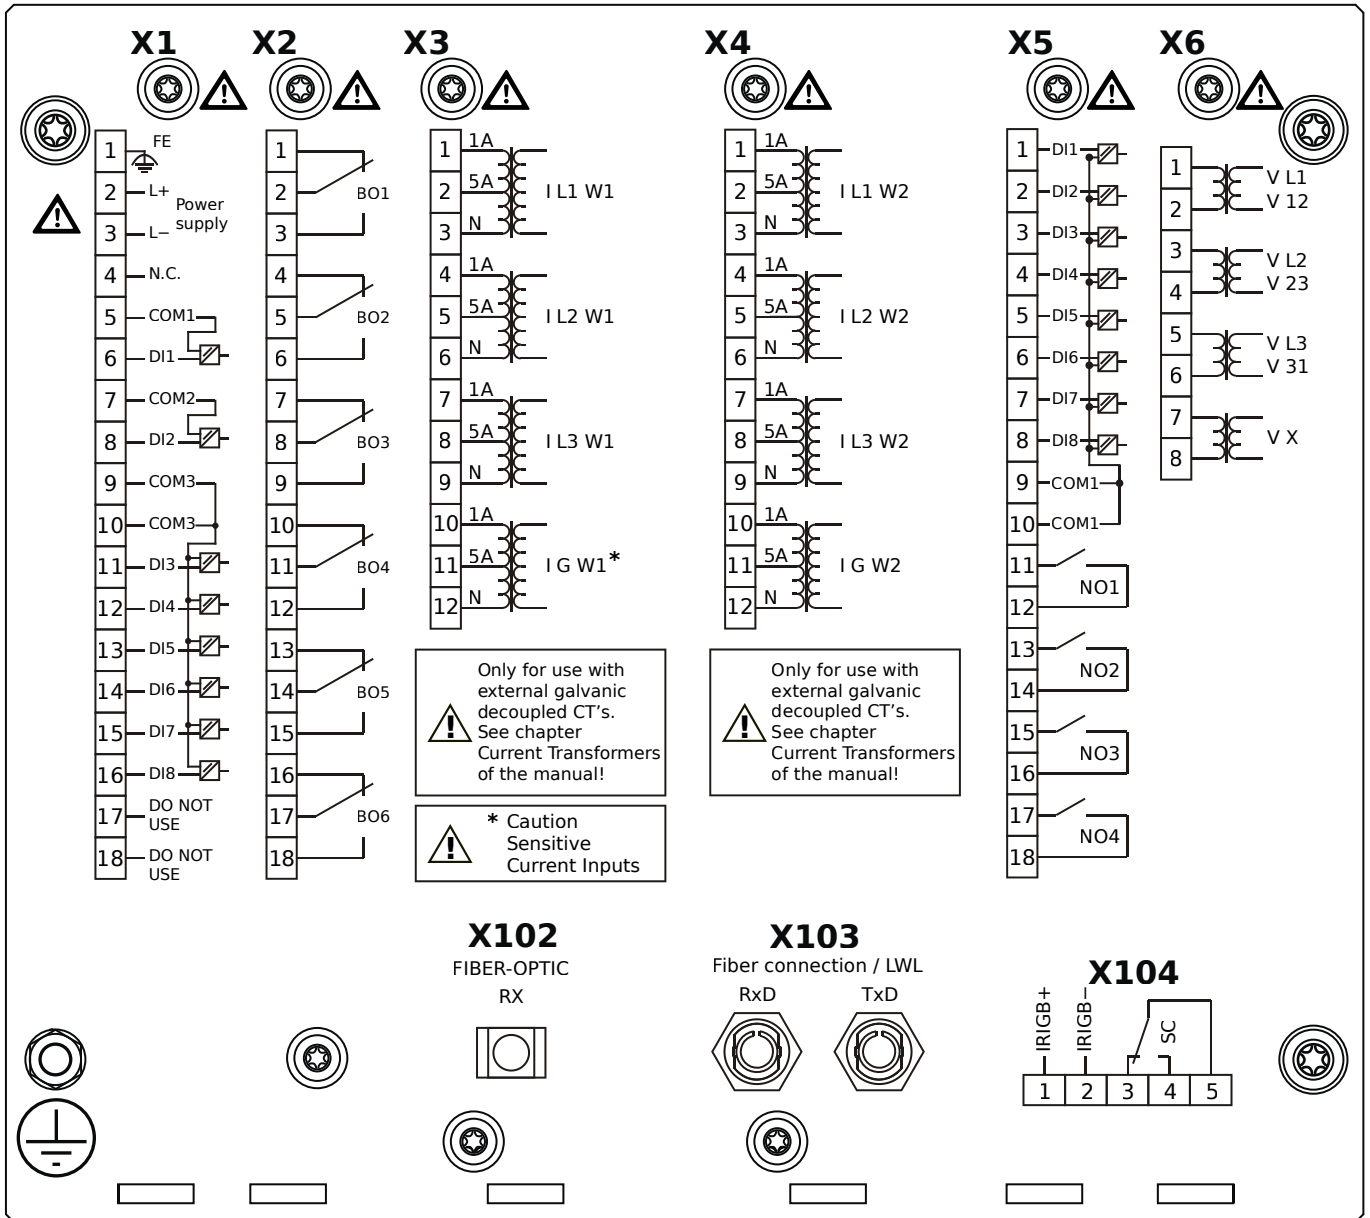 X1
X2
X3
X4
X5
X6
1 FE
2 L+
Power
supply
3 L−
4 N.C.
5 COM1
6 DI1
7 COM2
8 DI2
9 COM3
10 COM3
11 DI3
12 DI4
13 DI5
14 DI6
15 DI7
16 DI8
17 DO NOT
USE
18 DO NOT
USE
1
2 BO1
3
4
5 BO2
6
7
8 BO3
9
10
11 BO4
12
13
14 BO5
15
16
17 BO6
18
1 1A
2 5A I L1 W1
3 N
4 1A
5 5A I L2 W1
6 N
7 1A
8 5A I L3 W1
9 N
10 1A
11 5A I G W1*
12 N
Only for use with
external galvanic
decoupled CT's.
See chapter
Current Transformers
of the manual!
* Caution
Sensitive
Current Inputs
1 1A
2 5A I L1 W2
3 N
4 1A
5 5A I L2 W2
6 N
7 1A
8 5A I L3 W2
9 N
10 1A
11 5A I G W2
12 N
Only for use with
external galvanic
decoupled CT's.
See chapter
Current Transformers
of the manual!
1 DI1
2 DI2
3 DI3
4 DI4
5 DI5
6 DI6
7 DI7
8 DI8
9 COM1
10 COM1
11
NO1
12
13
NO2
14
15
NO3
16
17
NO4
18
1 V L1
2 V 12
3 V L2
4 V 23
5 V L3
6 V 31
7
V X
8
X102
FIBER-OPTIC
RX
X103
Fiber connection / LWL
RxD TxD
X104
IRIGB+
IRIGB−
SC
1 2 3 4 5